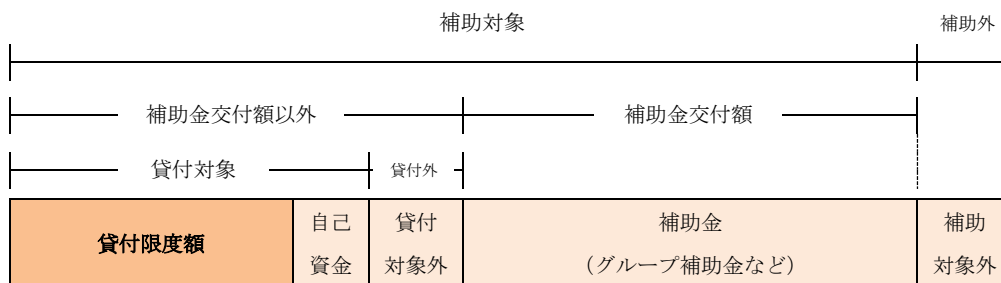 補助対象 補助外
補助金交付額以外 補助金交付額
貸付対象 貸付外
貸付限度額
自己
資金
貸付
対象外
補助金
（グループ補助金など）
補助
対象外